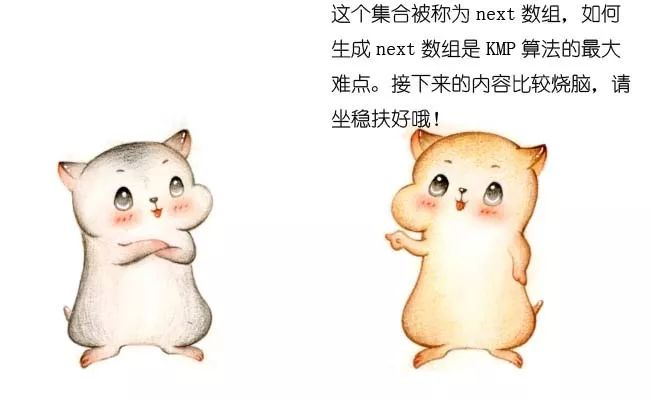 这个集合被称为 next 数组，如何
生成 next 数组是 KMP 算法的最大
难点。接下来的内容比较烧脑，请
坐稳扶好哦！